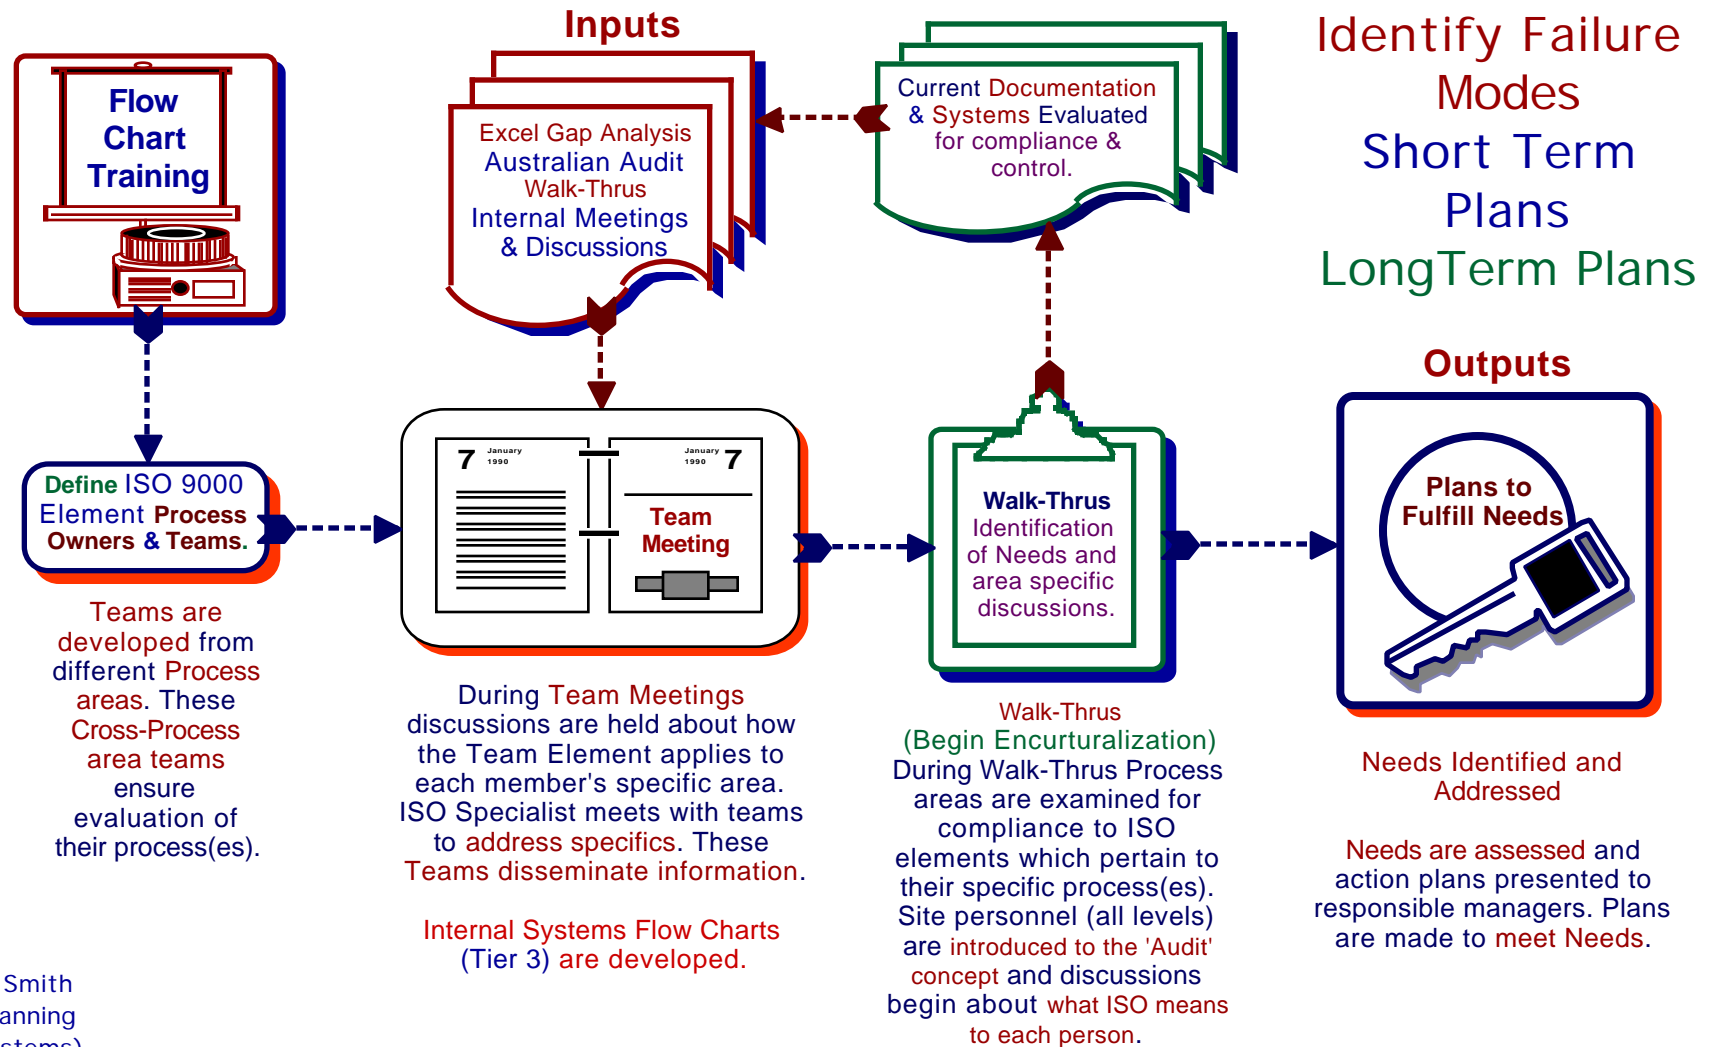 Inputs
Identify Failure
Modes
Short Term
Plans
LongTerm Plans
Flow
Chart
Training
Excel Gap Analysis
Australian Audit
Walk-Thrus
Internal Meetings
& Discussions
Current Documentation
& Systems Evaluated
for compliance &
control.
Outputs
Define ISO 9000
Element Process
Owners & Teams.
7 January
1990
January 7
1990
Team
Meeting
Walk-Thrus
Identification
of Needs and
area specific
discussions.
Plans to
Fulfill Needs
Teams are
developed from
different Process
areas. These
Cross-Process
area teams
ensure
evaluation of
their process(es).
During Team Meetings
discussions are held about how
the Team Element applies to
each member's specific area.
ISO Specialist meets with teams
to address specifics. These
Teams disseminate information.
Internal Systems Flow Charts
(Tier 3) are developed.
Walk-Thrus
(Begin Encurturalization)
During Walk-Thrus Process
areas are examined for
compliance to ISO
elements which pertain to
their specific process(es).
Site personnel (all levels)
are introduced to the 'Audit'
concept and discussions
begin about what ISO means
to each person.
Needs Identified and
Addressed
Needs are assessed and
action plans presented to
responsible managers. Plans
are made to meet Needs.
Smith
anning
stems)